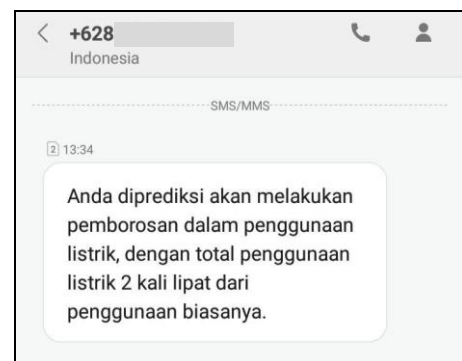 +628
Indonesia
SMS/MMS
2 13:34
Anda diprediksi akan melakukan
pemborosan dalam penggunaan
listrik, dengan total penggunaan
listrik 2 kali lipat dari
penggunaan biasanya.